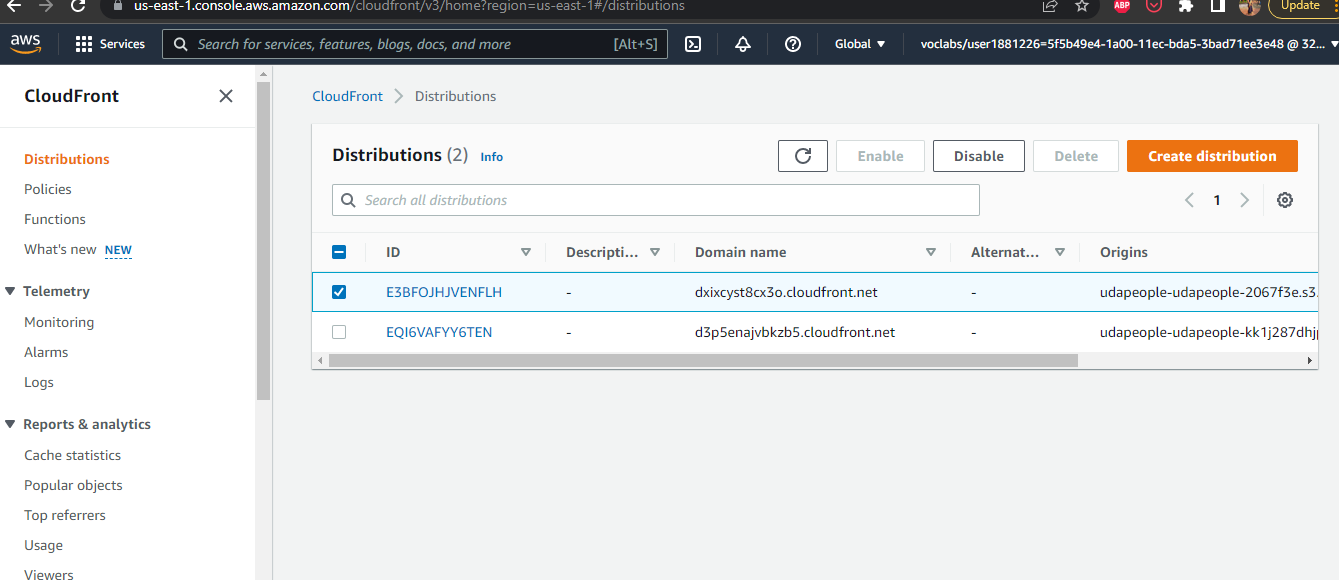 us-east-1.console.aws.amazon.com/cloudfront/v3/home?region=us-east-1#/distributions
ABP
Update
aws
Services
Search for services, features, blogs, docs, and more
[Alt+S]
Global
voclabs/user1881226=5f5b49e4-1a00-11ec-bda5-3bad71ee3e48 @ 32...
CloudFront
Distributions
Policies
Functions
What's new NEW
Telemetry
Monitoring
Alarms
Logs
Reports & analytics
Cache statistics
Popular objects
Top referrers
Usage
Viewers
CloudFront > Distributions
Distributions (2) Info
Enable
Disable
Delete
Create distribution
Search all distributions
1
ID Descripti... Domain name Alternat... Origins
E3BFOJHJVENFLH - dxixcyst8cx3o.cloudfront.net - udapeople-udapeople-2067f3e.s3.
EQI6VAFYY6TEN - d3p5enajvbkzb5.cloudfront.net - udapeople-udapeople-kk1j287dhj